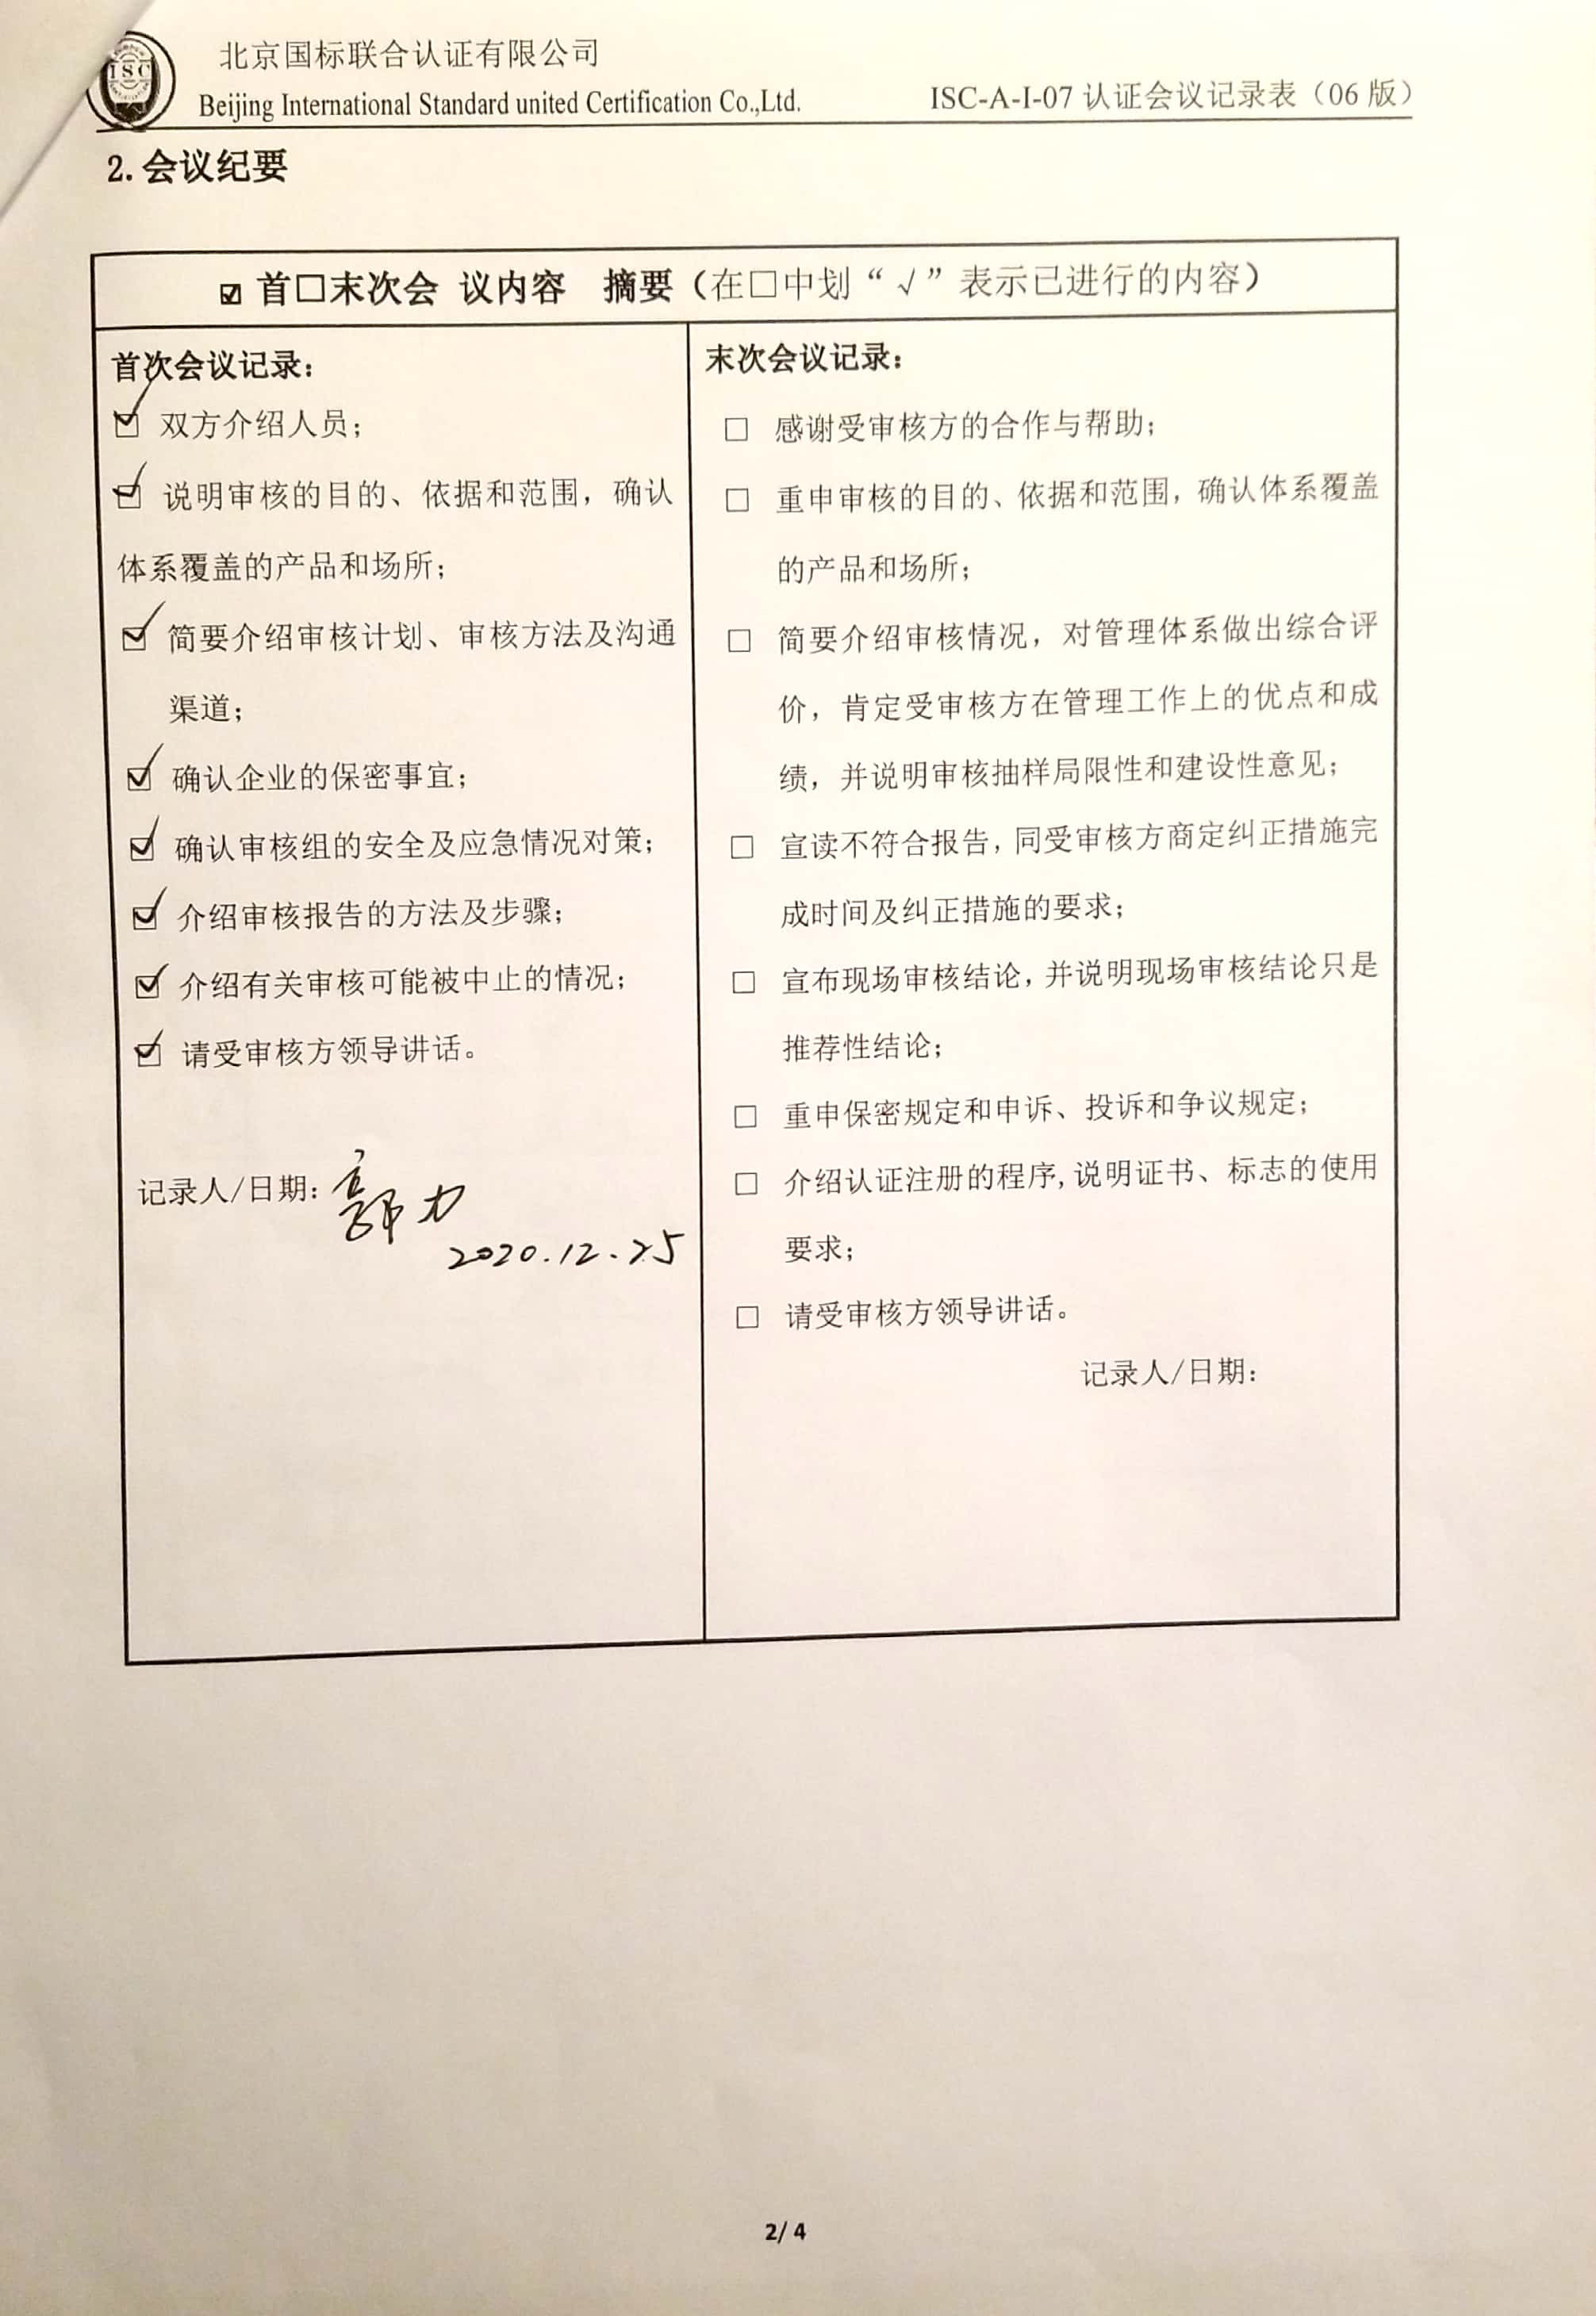 ISC
北京国标联合认证有限公司
Beijing International Standard united Certification Co.,Ltd.
ISC-A-I-07 认证会议记录表（06 版）
2. 会议纪要
☑ 首□末次会 议内容 摘要（在□中划“√”表示已进行的内容）
首次会议记录：
☑ 双方介绍人员；
☑ 说明审核的目的、依据和范围，确认
体系覆盖的产品和场所；
☑ 简要介绍审核计划、审核方法及沟通
渠道；
☑ 确认企业的保密事宜；
☑ 确认审核组的安全及应急情况对策；
☑ 介绍审核报告的方法及步骤；
☑ 介绍有关审核可能被中止的情况；
☑ 请受审核方领导讲话。
记录人/日期：郭力
2020.12.25
末次会议记录：
□ 感谢受审核方的合作与帮助；
□ 重申审核的目的、依据和范围，确认体系覆盖
的产品和场所；
□ 简要介绍审核情况，对管理体系做出综合评
价，肯定受审核方在管理工作上的优点和成
绩，并说明审核抽样局限性和建设性意见；
□ 宣读不符合报告，同受审核方商定纠正措施完
成时间及纠正措施的要求；
□ 宣布现场审核结论，并说明现场审核结论只是
推荐性结论；
□ 重申保密规定和申诉、投诉和争议规定；
□ 介绍认证注册的程序,说明证书、标志的使用
要求；
□ 请受审核方领导讲话。
记录人/日期：
2/ 4